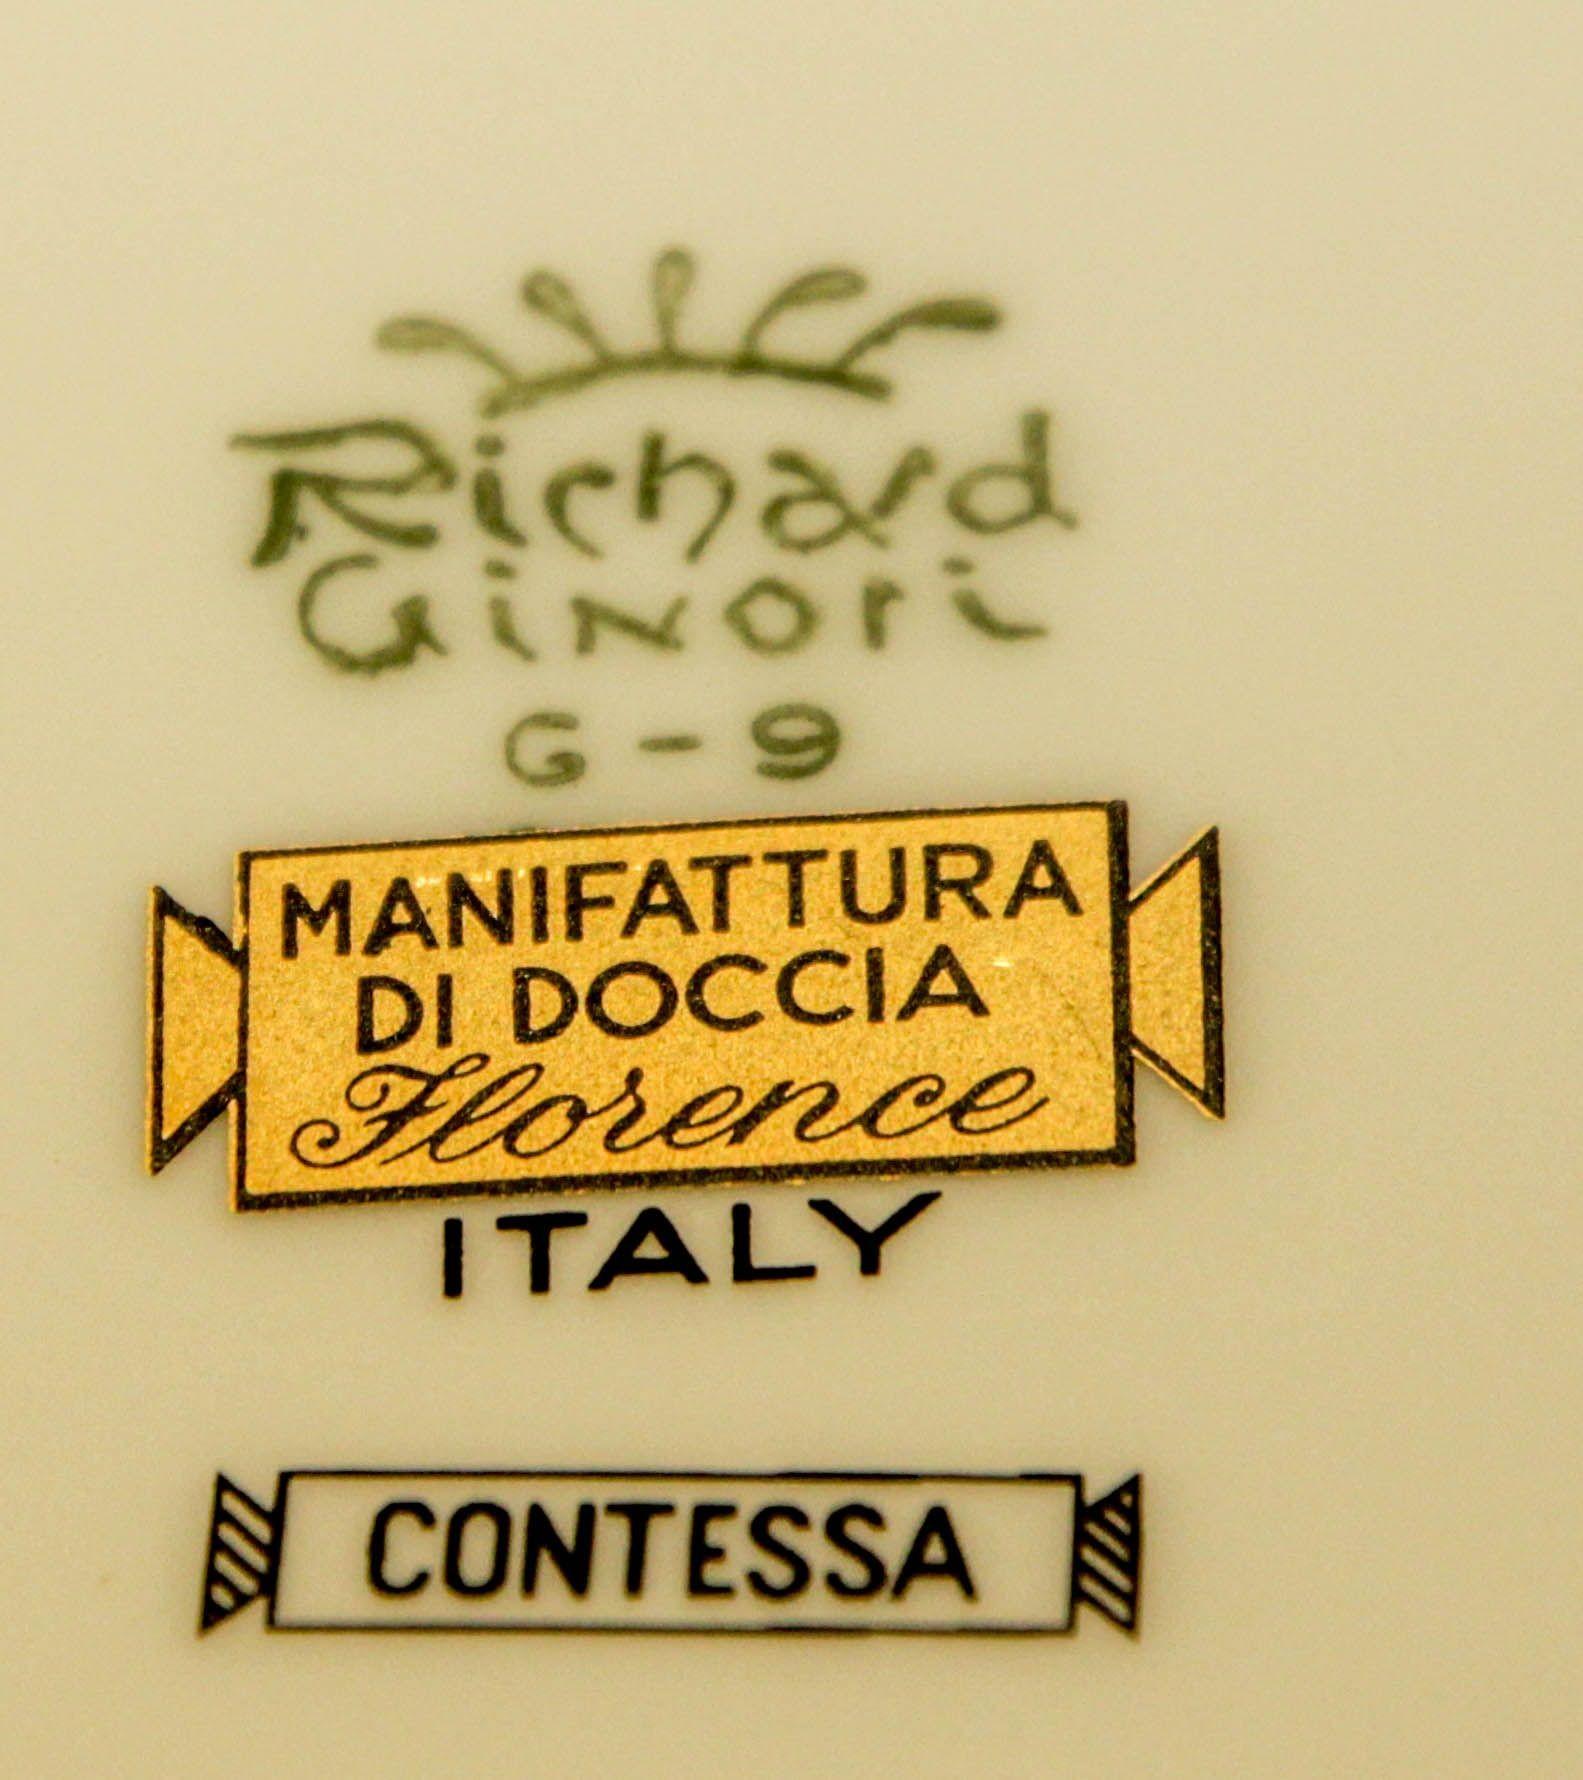 Richard
Ginori
G - 9
MANIFATTURA
DI DOCCIA
Florence
ITALY
CONTESSA